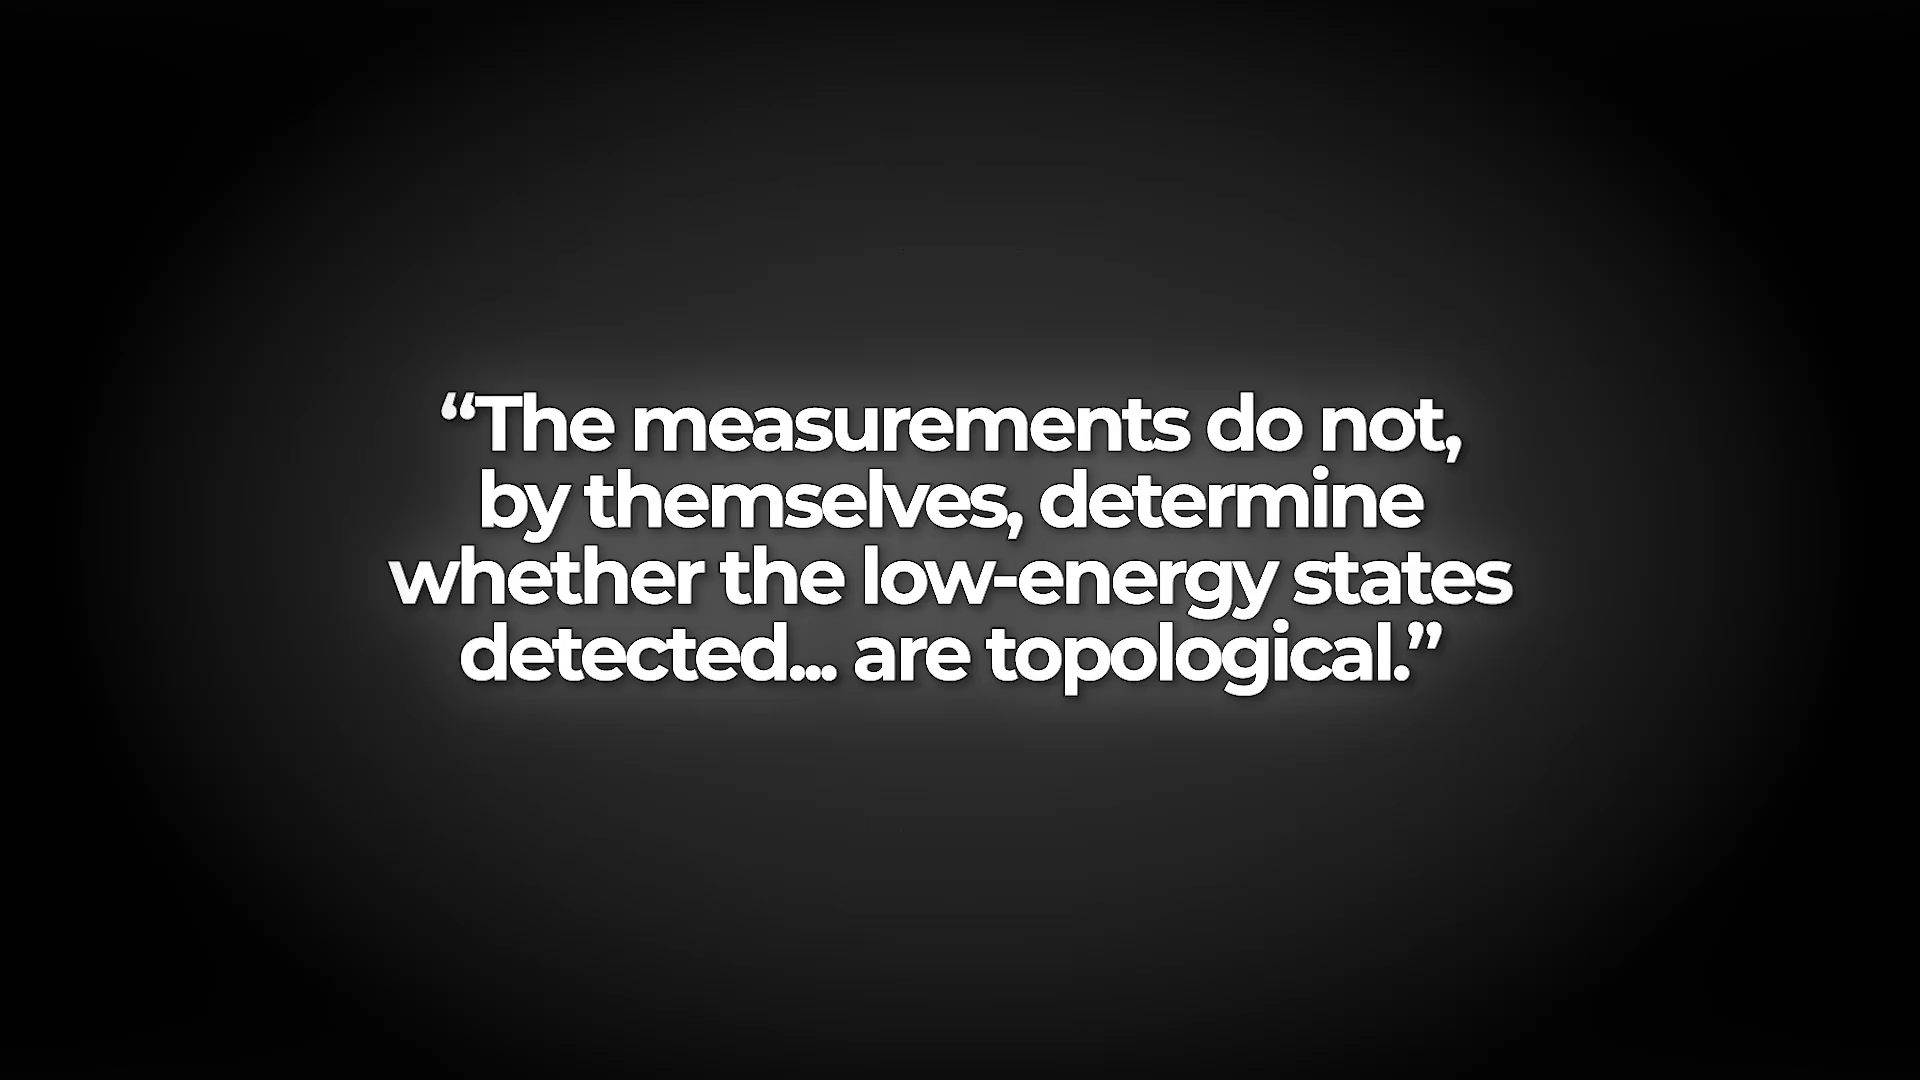 “The measurements do not,
by themselves, determine
whether the low-energy states
detected... are topological.”